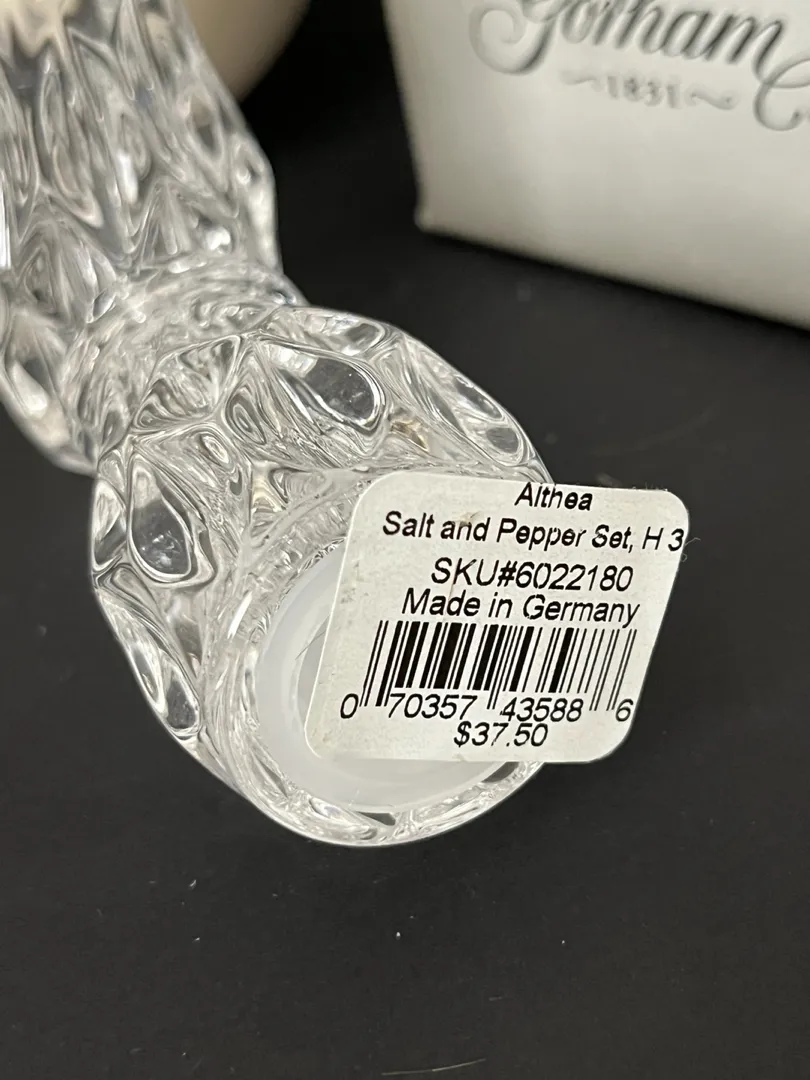 Gorham
1831
Althea
Salt and Pepper Set, H 3
SKU#6022180
Made in Germany
0 70357 43588 6
$37.50